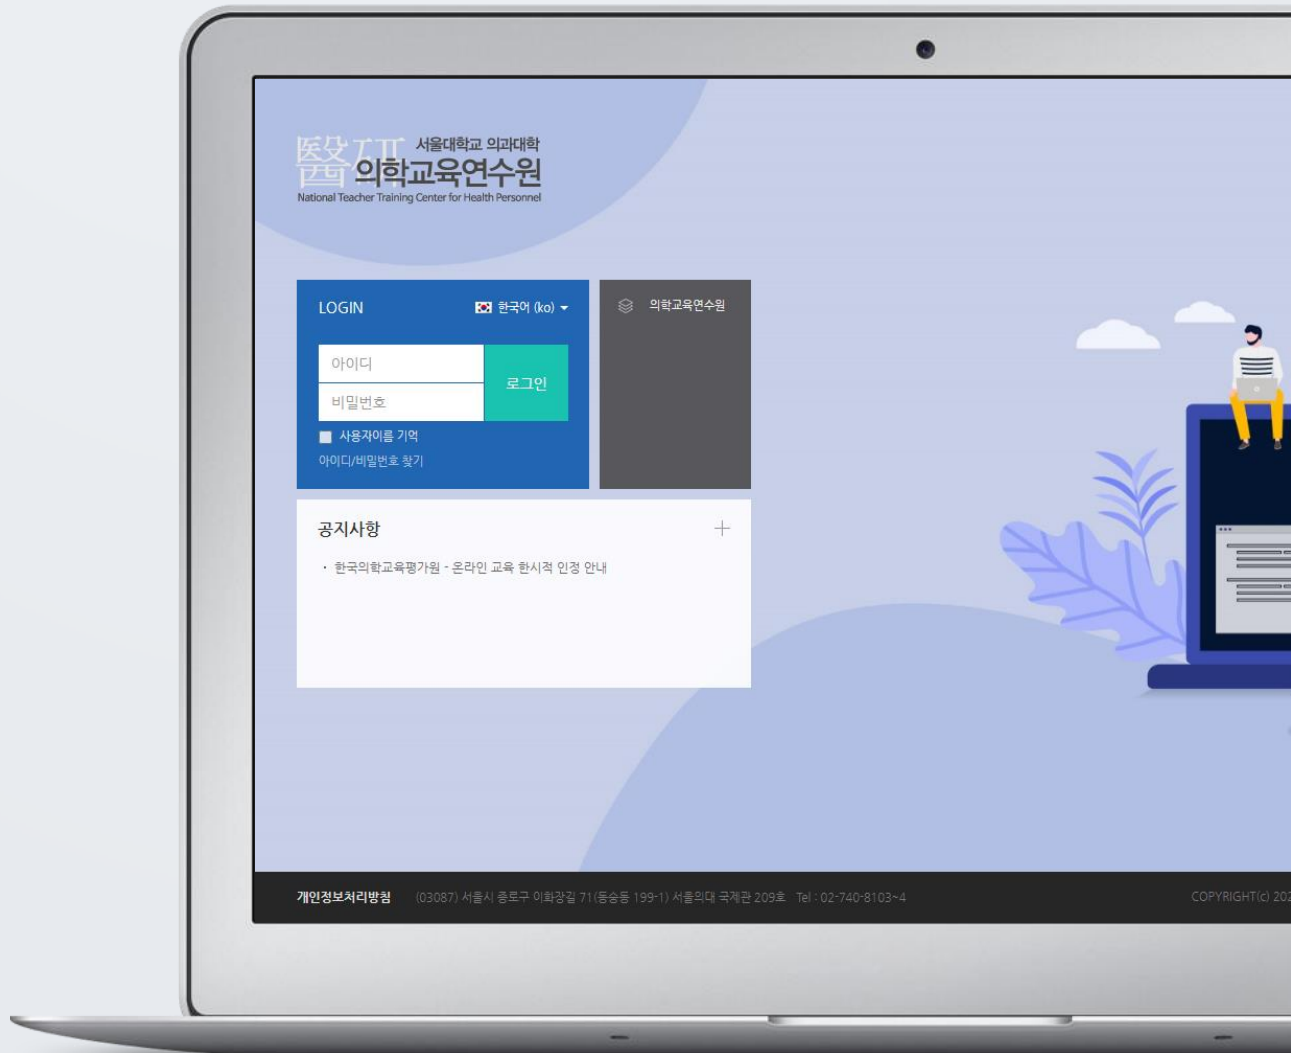 醫研
서울대학교 의과대학
의학교육연수원
National Teacher Training Center for Health Personnel
LOGIN
한국어 (ko)
의학교육연수원
아이디
로그인
비밀번호
사용자이름 기억
아이디/비밀번호 찾기
공지사항
· 한국의학교육평가원 - 온라인 교육 한시적 인정 안내
개인정보처리방침 (03087) 서울시 종로구 이화장길 71(동숭동 199-1) 서울의대 국제관 209호 Tel : 02-740-8103~4
COPYRIGHT(c) 202